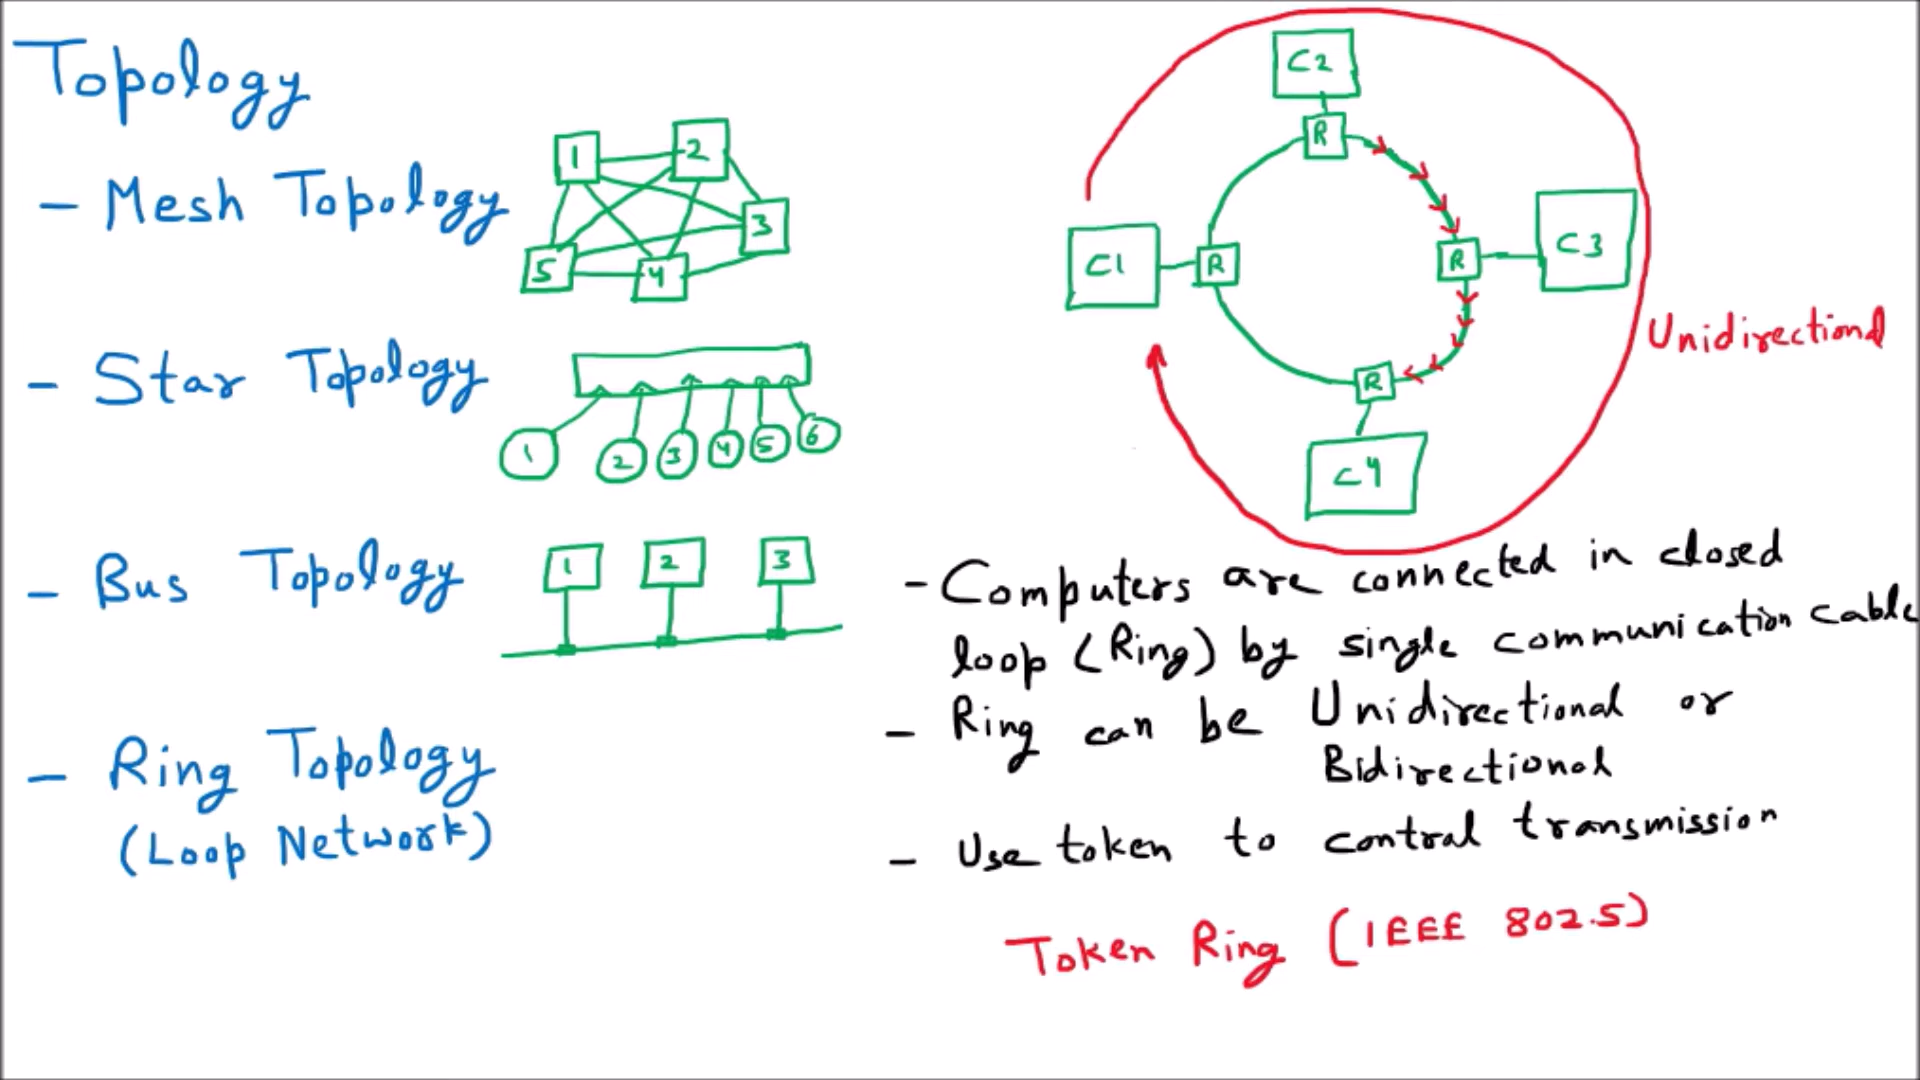 Topology
- Mesh Topology
1
2
3
4
5
- Star Topology
1
2
3
4
5
6
- Bus Topology
1
2
3
- Ring Topology
(Loop Network)
C2
R
C1
R
R
C3
R
C4
Unidirectional
- Computers are connected in closed
loop (Ring) by single communication cable
- Ring can be Unidirectional or
Bidirectional
- Use token to control transmission
Token Ring (IEEE 802.5)